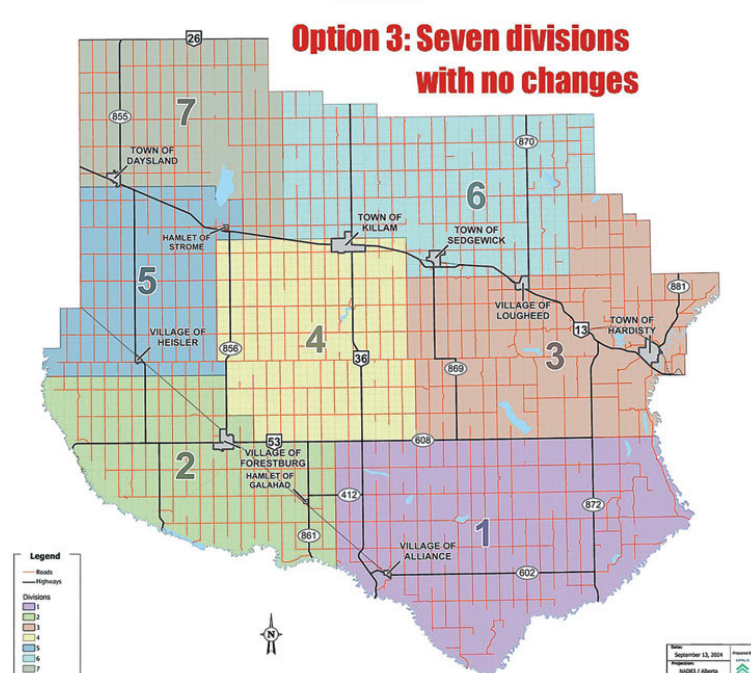 Option 3: Seven divisions
with no changes
26
855
7
870
TOWN OF
DAYSLAND
6
TOWN OF
KILLAM
TOWN OF
SEDGEWICK
HAMLET OF
STROME
5
881
VILLAGE OF
LOUGHEED
TOWN OF
HARDISTY
13
VILLAGE OF
HEISLER
856
4
36
3
869
53
608
VILLAGE OF
FORESTBURG
HAMLET OF
GALAHAD
2
412
872
1
861
VILLAGE OF
ALLIANCE
602
Legend
Roads
Highways
Divisions
1
2
3
4
5
6
7
N
Date:
September 13, 2024
Projection:
NAD83 / Alberta